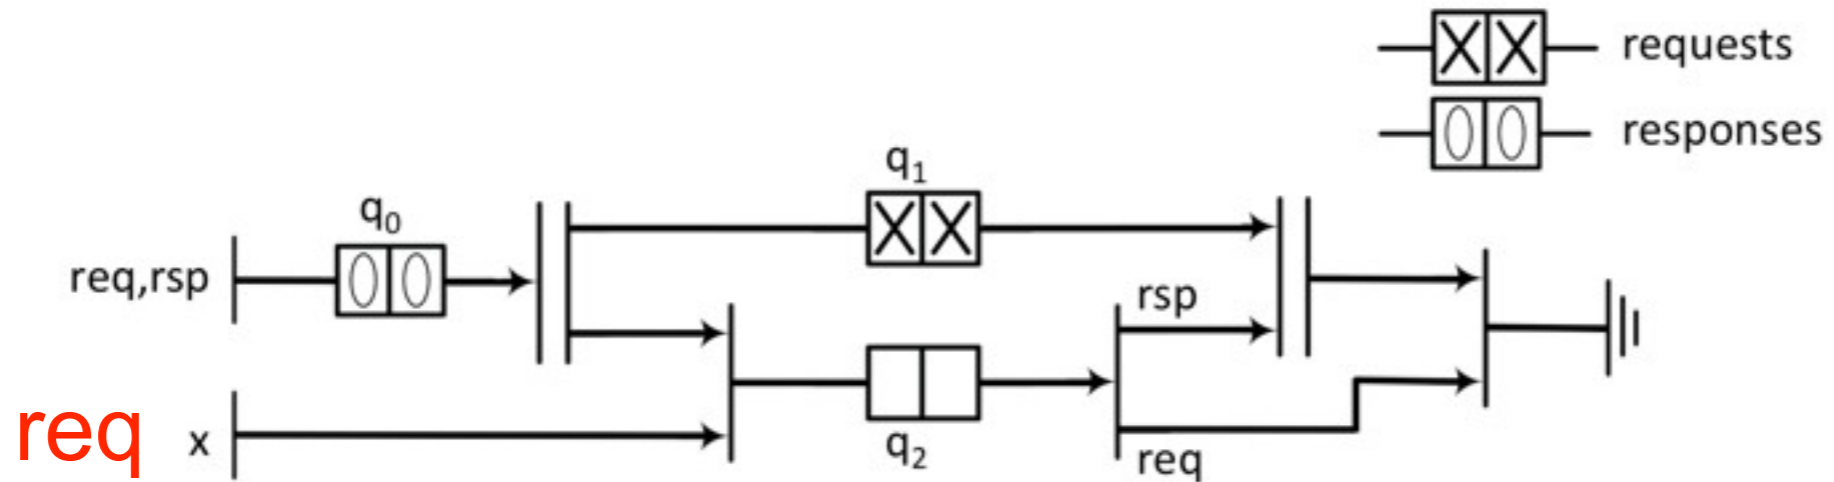 requests
responses
q1
q0
req,rsp
rsp
req x
q2
req